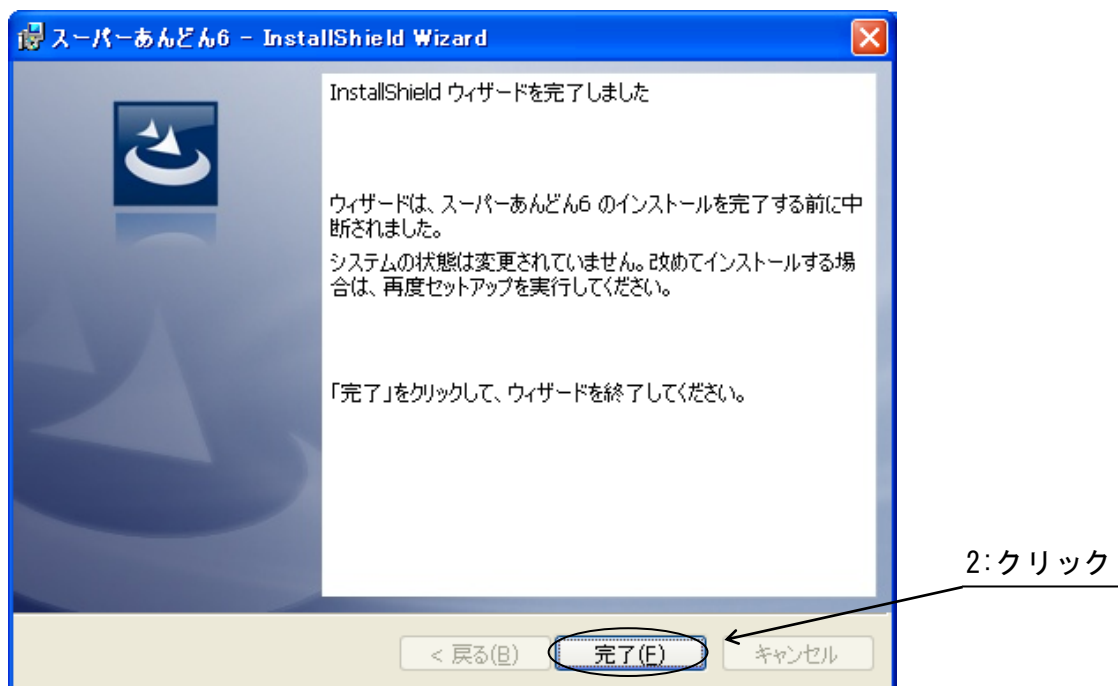 スーパーあんどん6 - InstallShield Wizard
InstallShield ウィザードを完了しました
ウィザードは、スーパーあんどん6 のインストールを完了する前に中
断されました。
システムの状態は変更されていません。改めてインストールする場
合は、再度セットアップを実行してください。
「完了」をクリックして、ウィザードを終了してください。
2:クリック
< 戻る(B) 完了(F) キャンセル